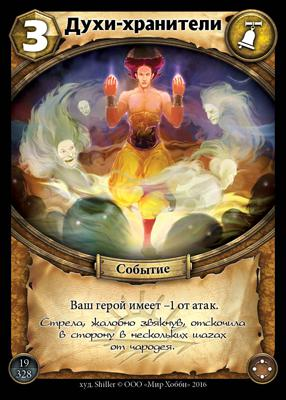 3
Духи-хранители
Событие
Ваш герой имеет –1 от атак.
Стрела, жалобно звякнув, отскочила
в сторону в нескольких шагах
от чародея.
19
328
худ. Shiller © ООО «Мир Хобби» 2016